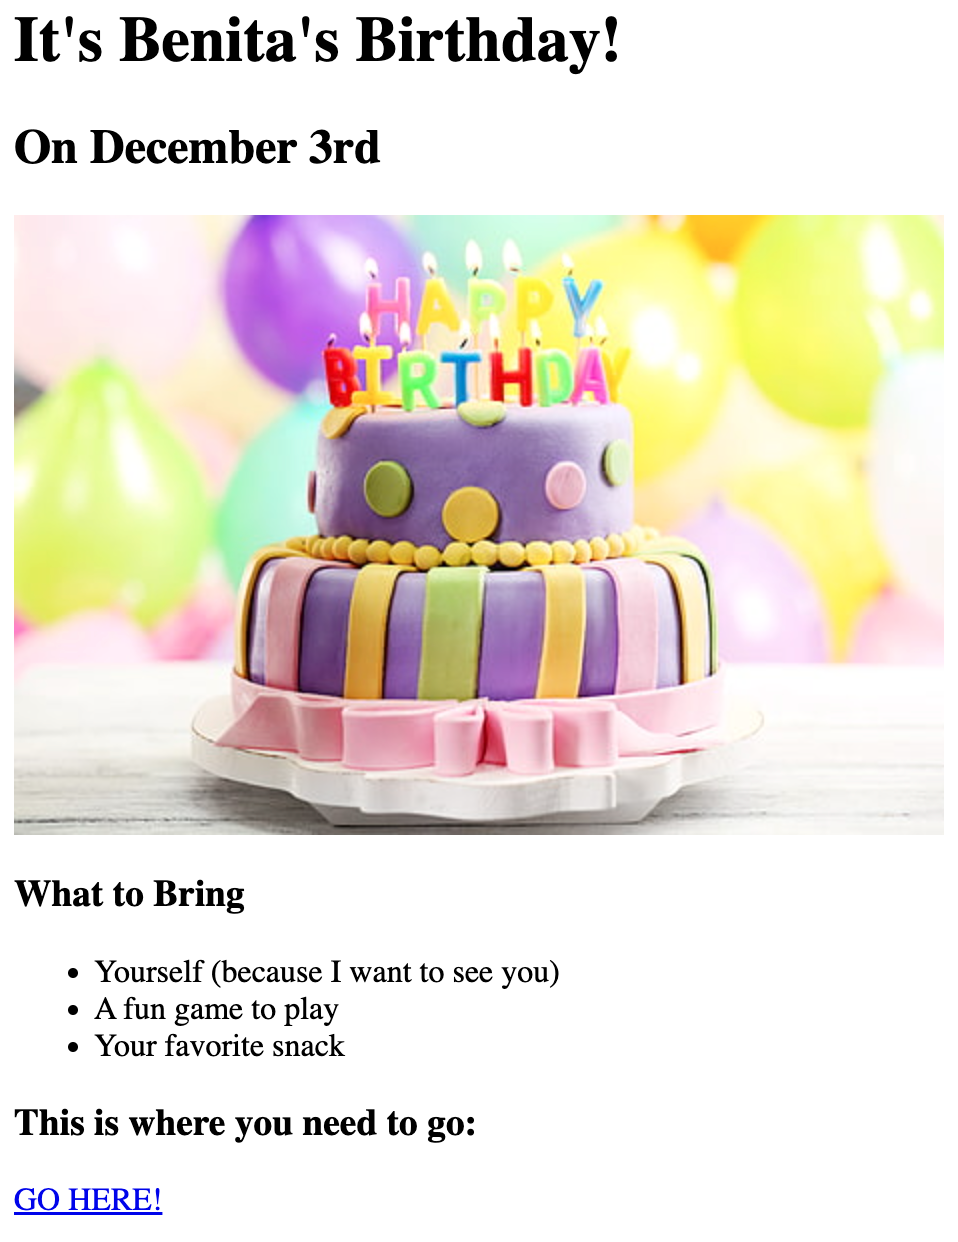 It's Benita's Birthday!
On December 3rd
HAPPY
BIRTHDAY
What to Bring
Yourself (because I want to see you)
A fun game to play
Your favorite snack
This is where you need to go:
GO HERE!